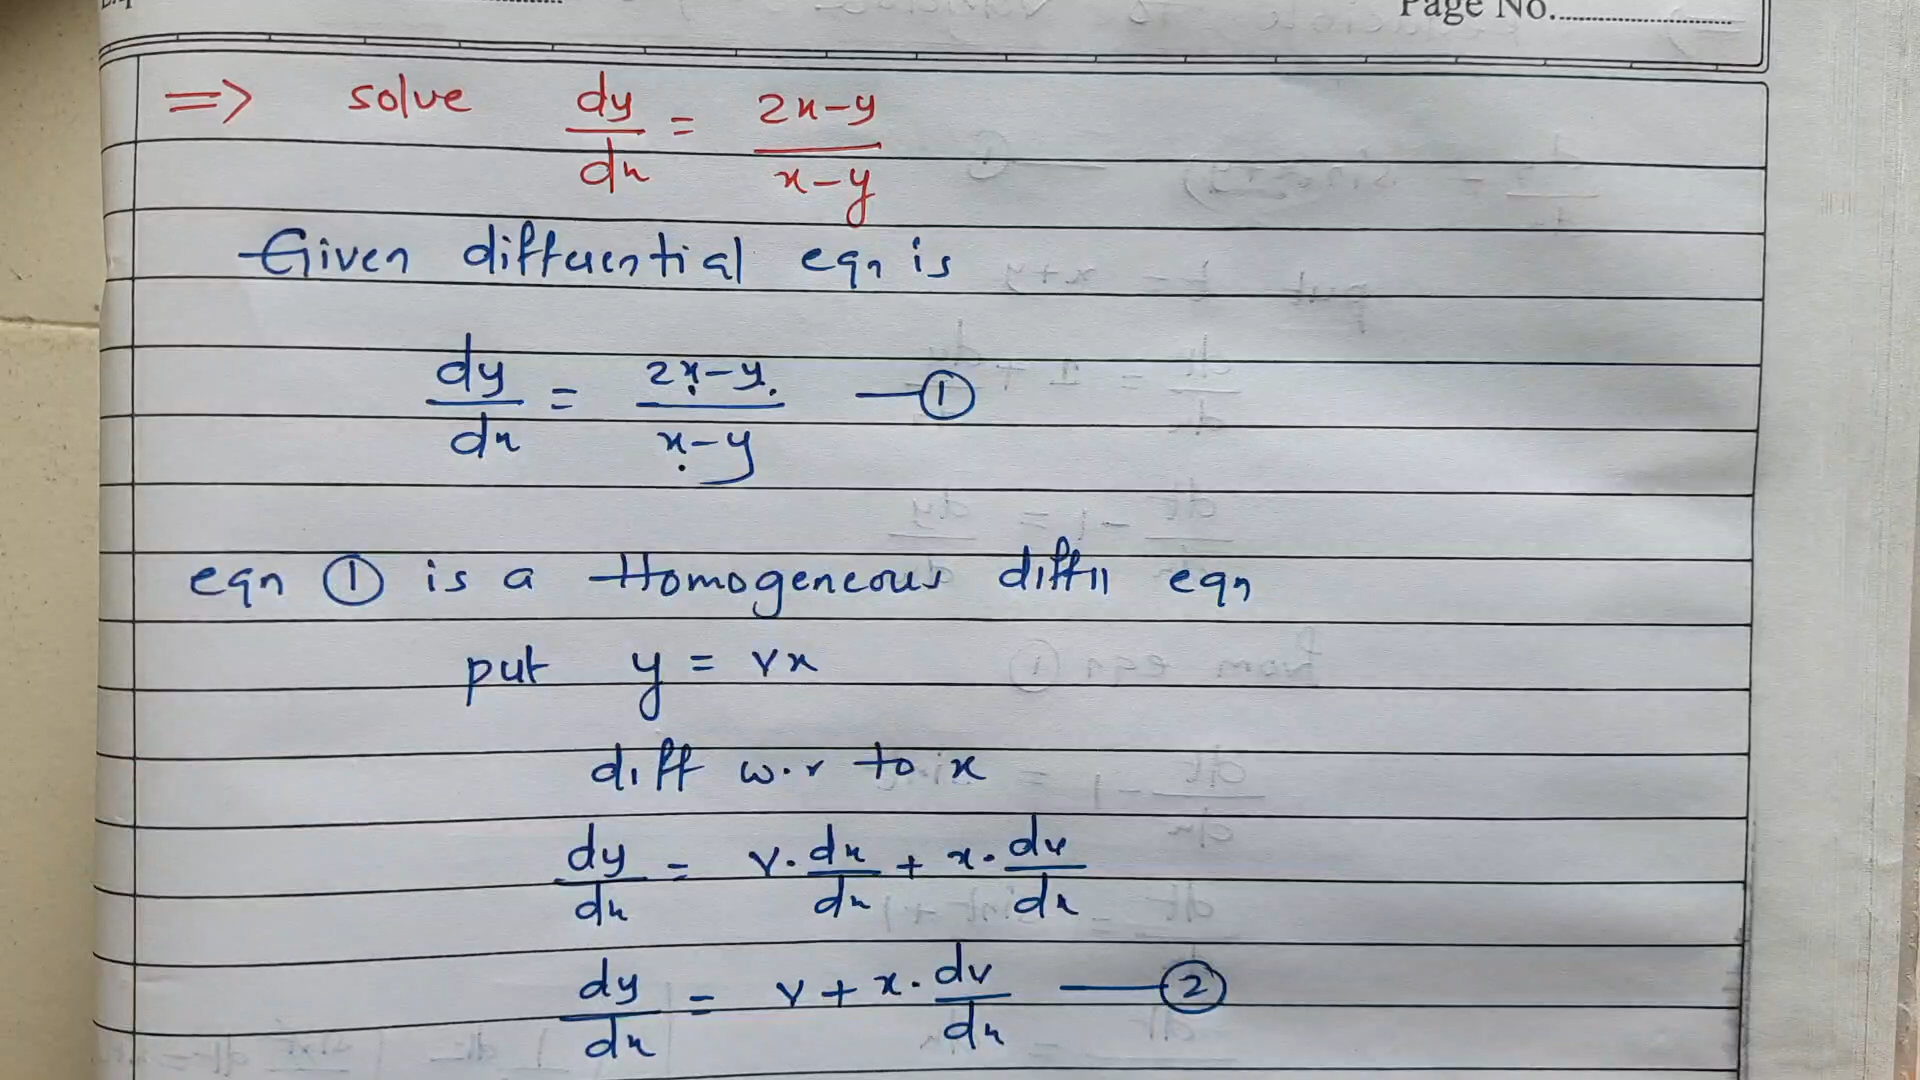 Page No.
=> solve dy/dx = 2x-y/x-y
Given differential eqn is
dy/dx = 2x-y/x-y —①
eqn ① is a Homogeneous diffll eqn
put y = vx
diff w.r to x
dy/dx = v.dx/dx + x.dv/dx
dy/dx = v + x.dv/dx —②